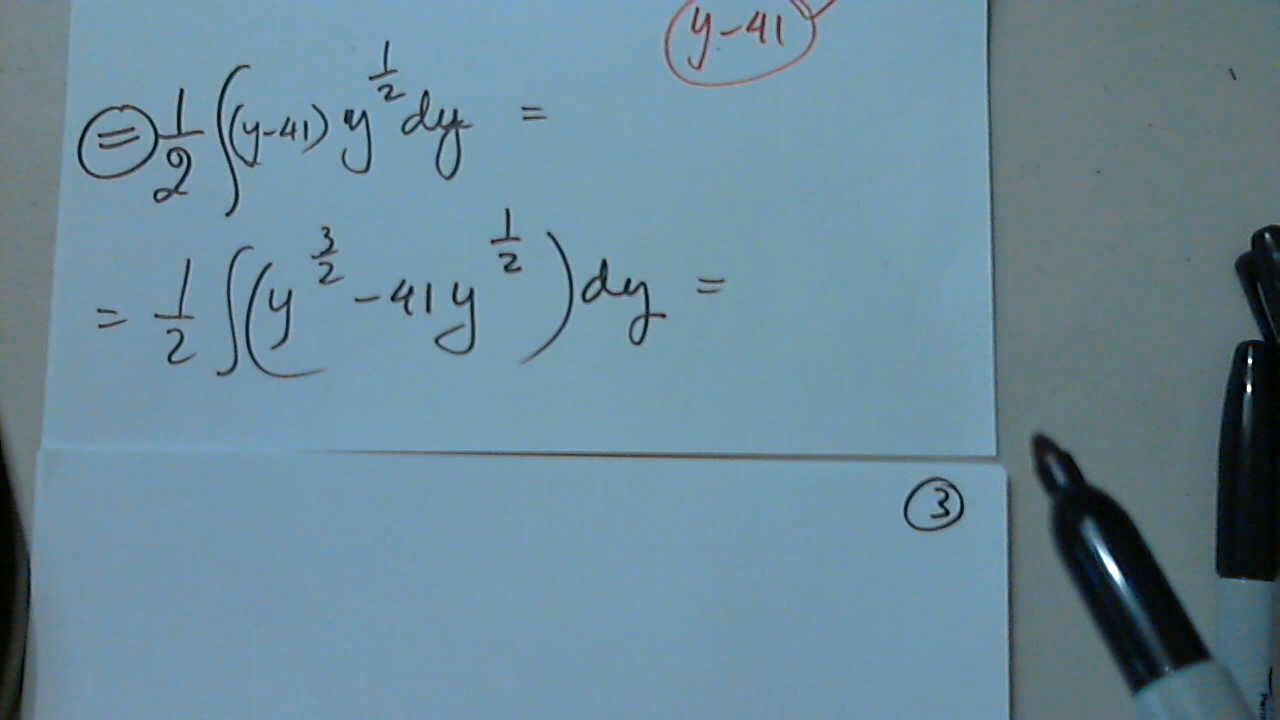 y-41
= 1/2 ∫(y-41) y^(1/2) dy =
= 1/2 ∫(y^(3/2) - 41y^(1/2)) dy =
3